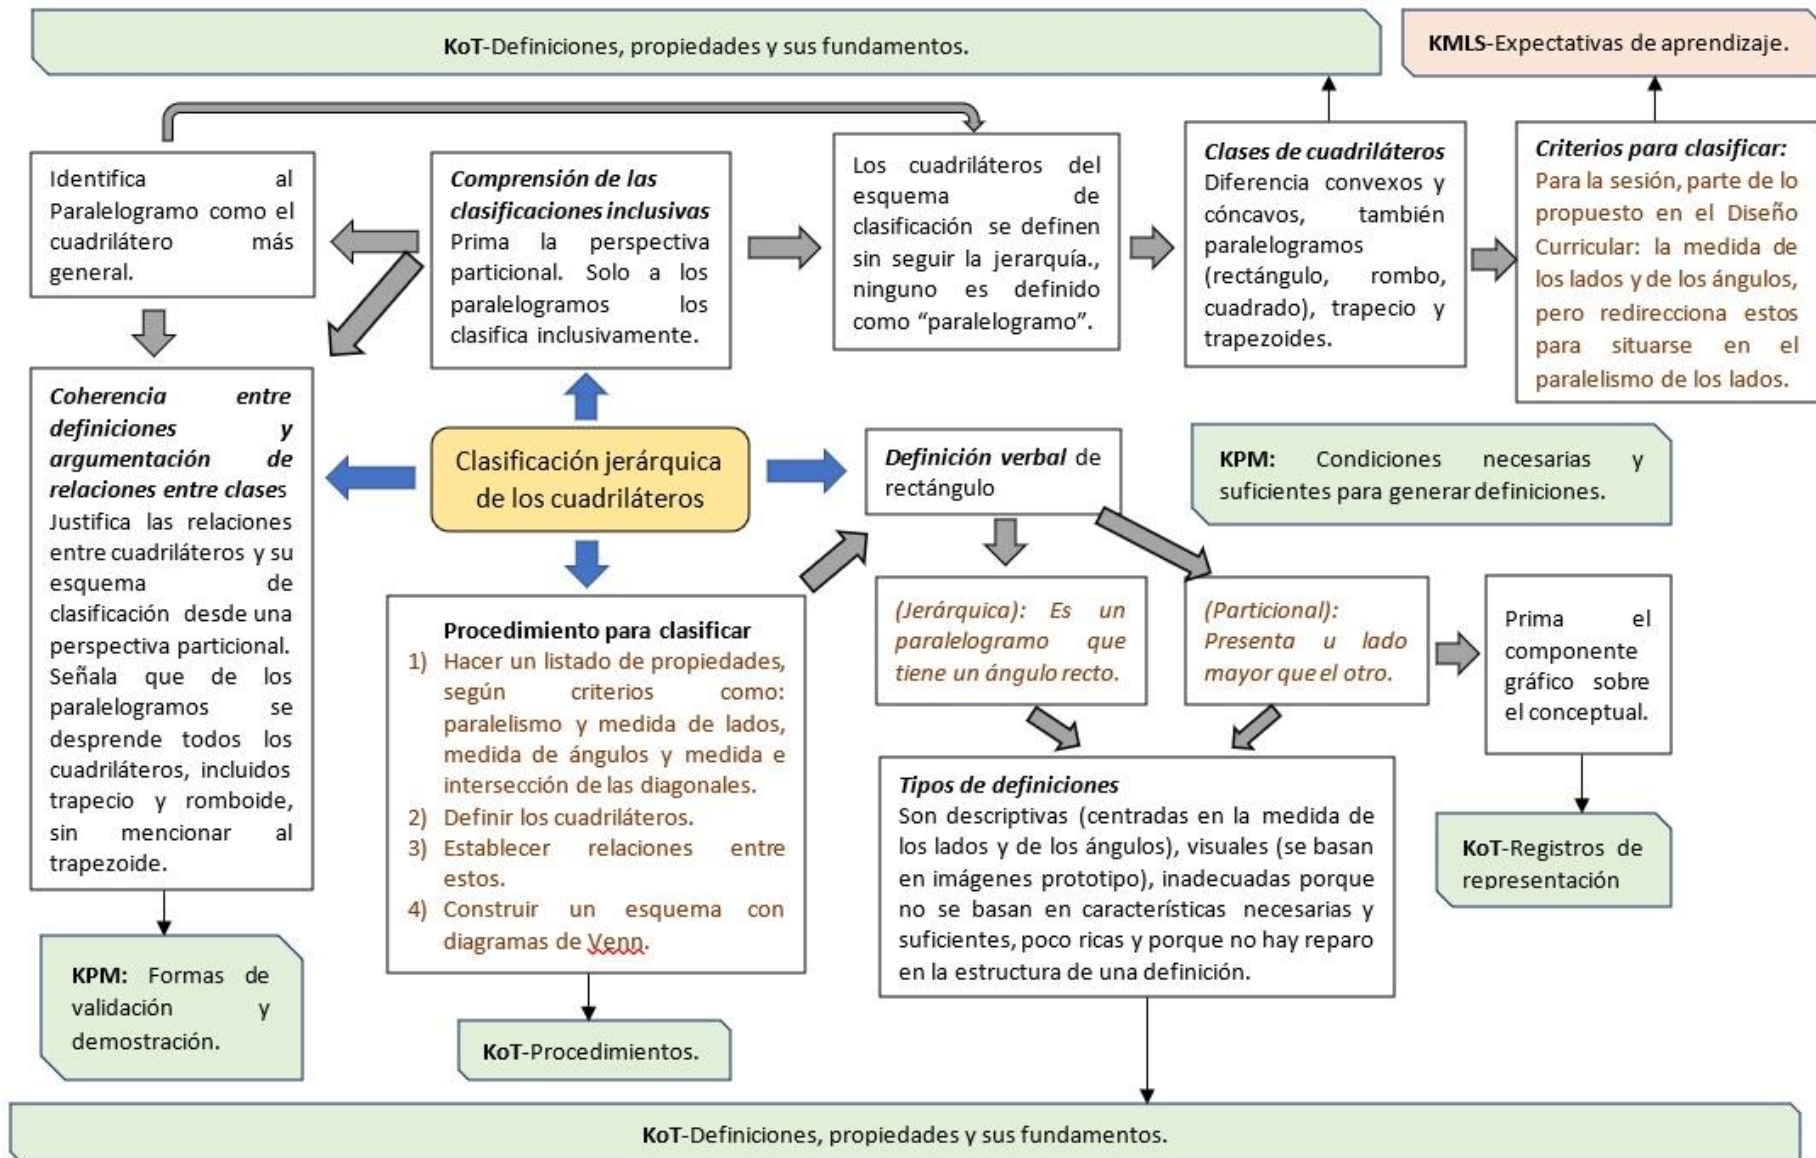 KoT-Definiciones, propiedades y sus fundamentos.
KMLS-Expectativas de aprendizaje.
Identifica al
Paralelogramo como el
cuadrilátero más
general.
Comprensión de las
clasificaciones inclusivas
Prima la perspectiva
particional. Solo a los
paralelogramos los
clasifica inclusivamente.
Los cuadriláteros del
esquema de
clasificación se definen
sin seguir la jerarquía.,
ninguno es definido
como “paralelogramo”.
Clases de cuadriláteros
Diferencia convexos y
cóncavos, también
paralelogramos
(rectángulo, rombo,
cuadrado), trapecio y
trapezoides.
Criterios para clasificar:
Para la sesión, parte de lo
propuesto en el Diseño
Curricular: la medida de
los lados y de los ángulos,
pero redirecciona estos
para situarse en el
paralelismo de los lados.
Coherencia entre
definiciones y
argumentación de
relaciones entre clases
Justifica las relaciones
entre cuadriláteros y su
esquema de
clasificación desde una
perspectiva particional.
Señala que de los
paralelogramos se
desprende todos los
cuadriláteros, incluidos
trapecio y romboide,
sin mencionar al
trapezoide.
Clasificación jerárquica
de los cuadriláteros
Definición verbal de
rectángulo
KPM: Condiciones necesarias y
suficientes para generar definiciones.
Procedimiento para clasificar
1) Hacer un listado de propiedades,
según criterios como:
paralelismo y medida de lados,
medida de ángulos y medida e
intersección de las diagonales.
2) Definir los cuadriláteros.
3) Establecer relaciones entre
estos.
4) Construir un esquema con
diagramas de Venn.
(Jerárquica): Es un
paralelogramo que
tiene un ángulo recto.
(Particional):
Presenta u lado
mayor que el otro.
Prima el
componente
gráfico sobre
el conceptual.
Tipos de definiciones
Son descriptivas (centradas en la medida de
los lados y de los ángulos), visuales (se basan
en imágenes prototipo), inadecuadas porque
no se basan en características necesarias y
suficientes, poco ricas y porque no hay reparo
en la estructura de una definición.
KoT-Registros de
representación
KPM: Formas de
validación y
demostración.
KoT-Procedimientos.
KoT-Definiciones, propiedades y sus fundamentos.